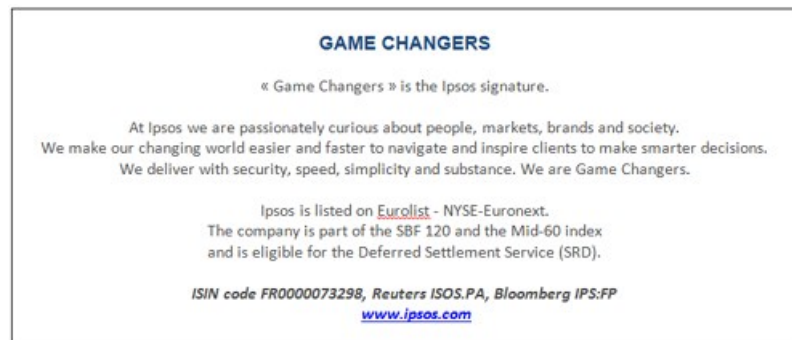 GAME CHANGERS
« Game Changers » is the Ipsos signature.
At Ipsos we are passionately curious about people, markets, brands and society.
We make our changing world easier and faster to navigate and inspire clients to make smarter decisions.
We deliver with security, speed, simplicity and substance. We are Game Changers.
Ipsos is listed on Eurolist - NYSE-Euronext.
The company is part of the SBF 120 and the Mid-60 index
and is eligible for the Deferred Settlement Service (SRD).
ISIN code FR0000073298, Reuters ISOS.PA, Bloomberg IPS:FP
www.ipsos.com